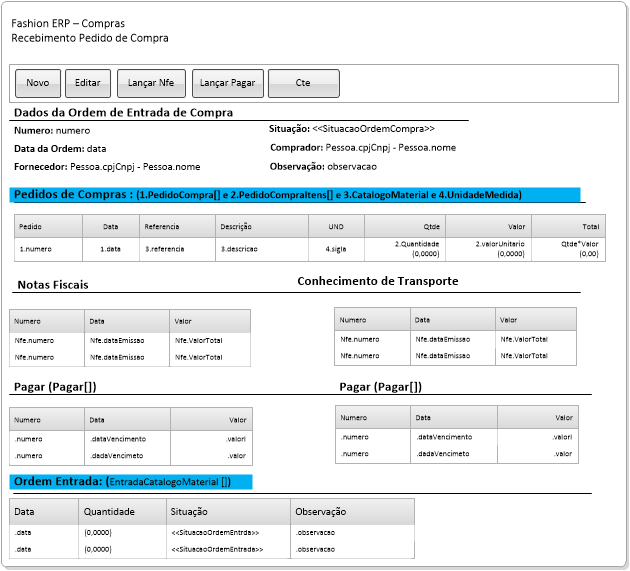 Fashion ERP – Compras
Recebimento Pedido de Compra
Novo Editar Lançar Nfe Lançar Pagar Cte
Dados da Ordem de Entrada de Compra
Numero: numero Situação: <<SituacaoOrdemCompra>>
Data da Ordem: data Comprador: Pessoa.cpjCnpj - Pessoa.nome
Fornecedor: Pessoa.cpjCnpj - Pessoa.nome Observação: observacao
Pedidos de Compras : (1.PedidoCompra[] e 2.PedidoCompraItens[] e 3.CatalogoMaterial e 4.UnidadeMedida)
Pedido Data Referencia Descrição UND Qtde Valor Total
1.numero 1.data 3.referencia 3.descricao 4.sigla 2.Quantidade 2.valorUnitario Qtde*Valor
(0,0000) (0,0000) (0,00)
Notas Fiscais Conhecimento de Transporte
Numero Data Valor Numero Data Valor
Nfe.numero Nfe.dataEmissao Nfe.ValorTotal Nfe.numero Nfe.dataEmissao Nfe.ValorTotal
Nfe.numero Nfe.dataEmissao Nfe.ValorTotal Nfe.numero Nfe.dataEmissao Nfe.ValorTotal
Pagar (Pagar[]) Pagar (Pagar[])
Numero Data Valor Numero Data Valor
.numero .dataVencimento .valorl .numero .dataVencimento .valorl
.numero .dadaVencimeto .valor .numero .dadaVencimeto .valor
Ordem Entrada: (EntradaCatalogoMaterial [])
Data Quantidade Situação Observação
.data (0,0000) <<SituacaoOrdemEntrda>> .observacao
.data (0,0000) <<SituacaoOrdemEntrada>> .observacao